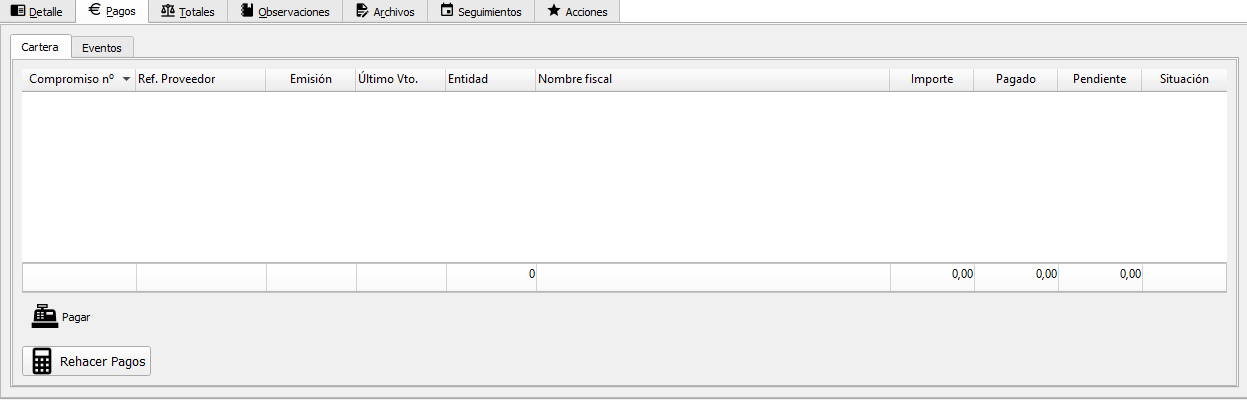 Detalle Pagos Totales Observaciones Archivos Seguimientos Acciones
Cartera Eventos
Compromiso nº Ref. Proveedor Emisión Último Vto. Entidad Nombre fiscal Importe Pagado Pendiente Situación
0 0,00 0,00 0,00
Pagar
Rehacer Pagos